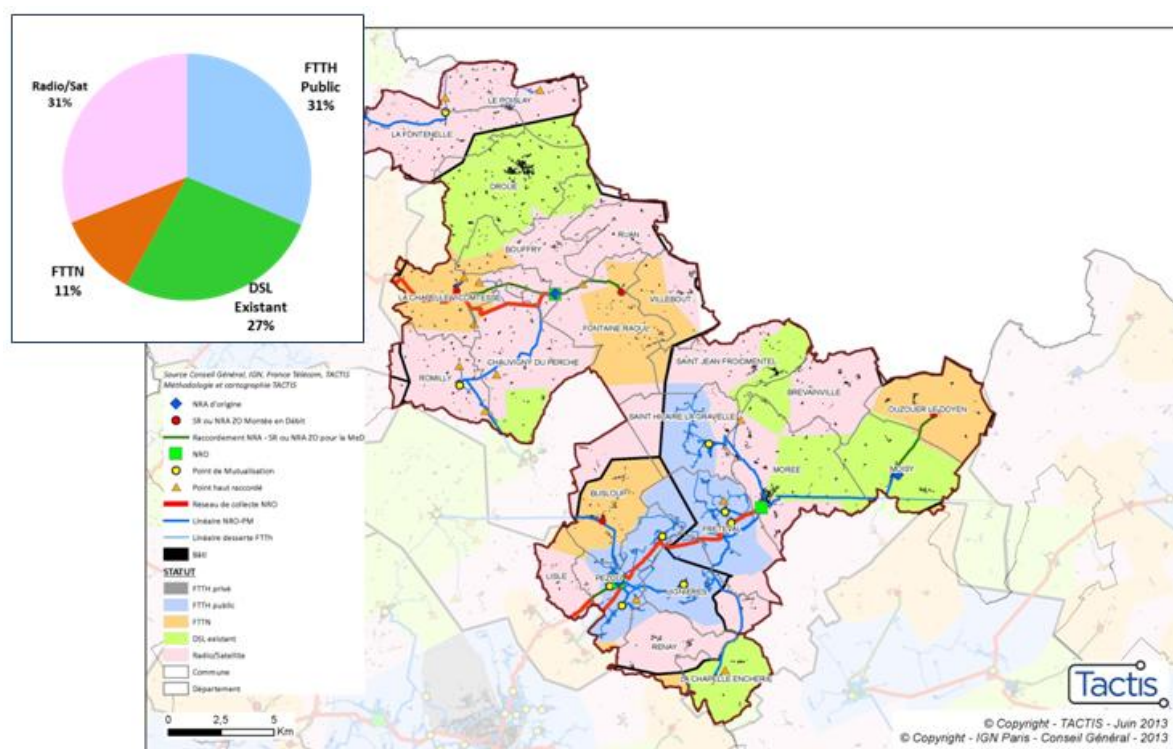 Radio/Sat
31%
FTTH
Public
31%
FTTN
11%
DSL
Existant
27%
LE POISLAY
LA FONTENELLE
DROUE
BOUFFRY
RUAN
LA CHAPELLE VICOMTESSE
VILLEBOUT
FONTAINE RAOUL
CHAUVIGNY DU PERCHE
ROMILLY
SAINT JEAN FROIDMENTEL
BREVAINVILLE
OUZOUER LE DOYEN
SAINT HILAIRE LA GRAVELLE
MOREE
MOISY
BUSLOUP
FRETEVAL
LISLE
PEZOU
LIGNIERES
RENAY
LA CHAPELLE ENCHERIE
Source Conseil Général, IGN, France Télécom, TACTIS
Méthodologie et cartographie TACTIS
NRA d'origine
SR ou NRA ZO Montée en Débit
Raccordement NRA - SR ou NRA ZO pour la MeD
NRO
Point de Mutualisation
Point haut raccordé
Réseau de collecte NRO
Linéaire NRO-PM
Linéaire desserte FTTh
Bâti
STATUT
FTTH privé
FTTH public
FTTN
DSL existant
Radio/Satellite
Commune
Département
0 2,5 5
Km
Tactis
© Copyright - TACTIS - Juin 2013
© Copyright - IGN Paris - Conseil Général - 2013